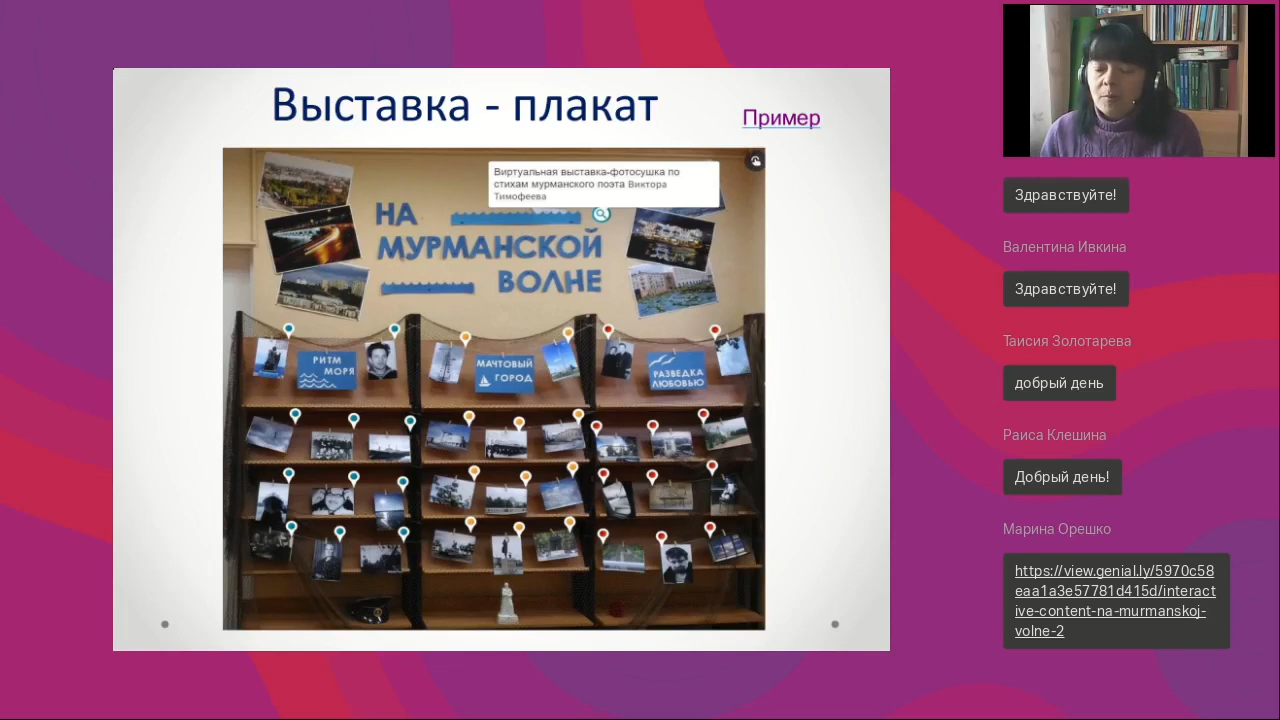 Выставка - плакат
Пример
Виртуальная выставка-фотосушка по
стихам мурманского поэта Виктора
Тимофеева
НА
МУРМАНСКОЙ
ВОЛНЕ
РИТМ
МОРЯ
МАЧТОВЫЙ
ГОРОД
РАЗВЕДКА
ЛЮБОВЬЮ
Здравствуйте!
Валентина Ивкина
Здравствуйте!
Таисия Золотарева
добрый день
Раиса Клешина
Добрый день!
Марина Орешко
https://view.genial.ly/5970c58
eaa1a3e57781d415d/interact
ive-content-na-murmanskoj-
volne-2